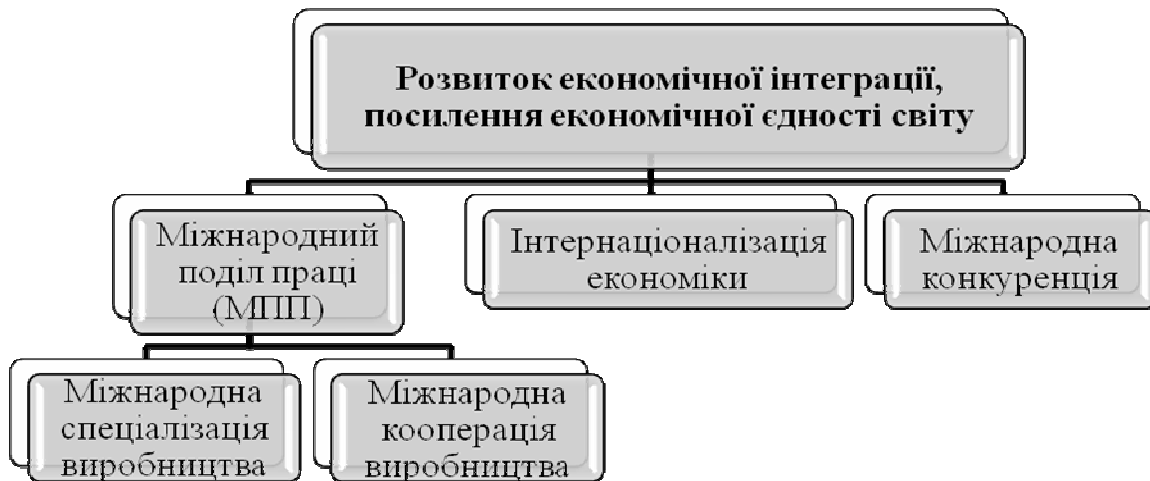 Розвиток економічної інтеграції,
посилення економічної єдності світу
Міжнародний
поділ праці
(МПП)
Інтернаціоналізація
економіки
Міжнародна
конкуренція
Міжнародна
спеціалізація
виробництва
Міжнародна
кооперація
виробництва